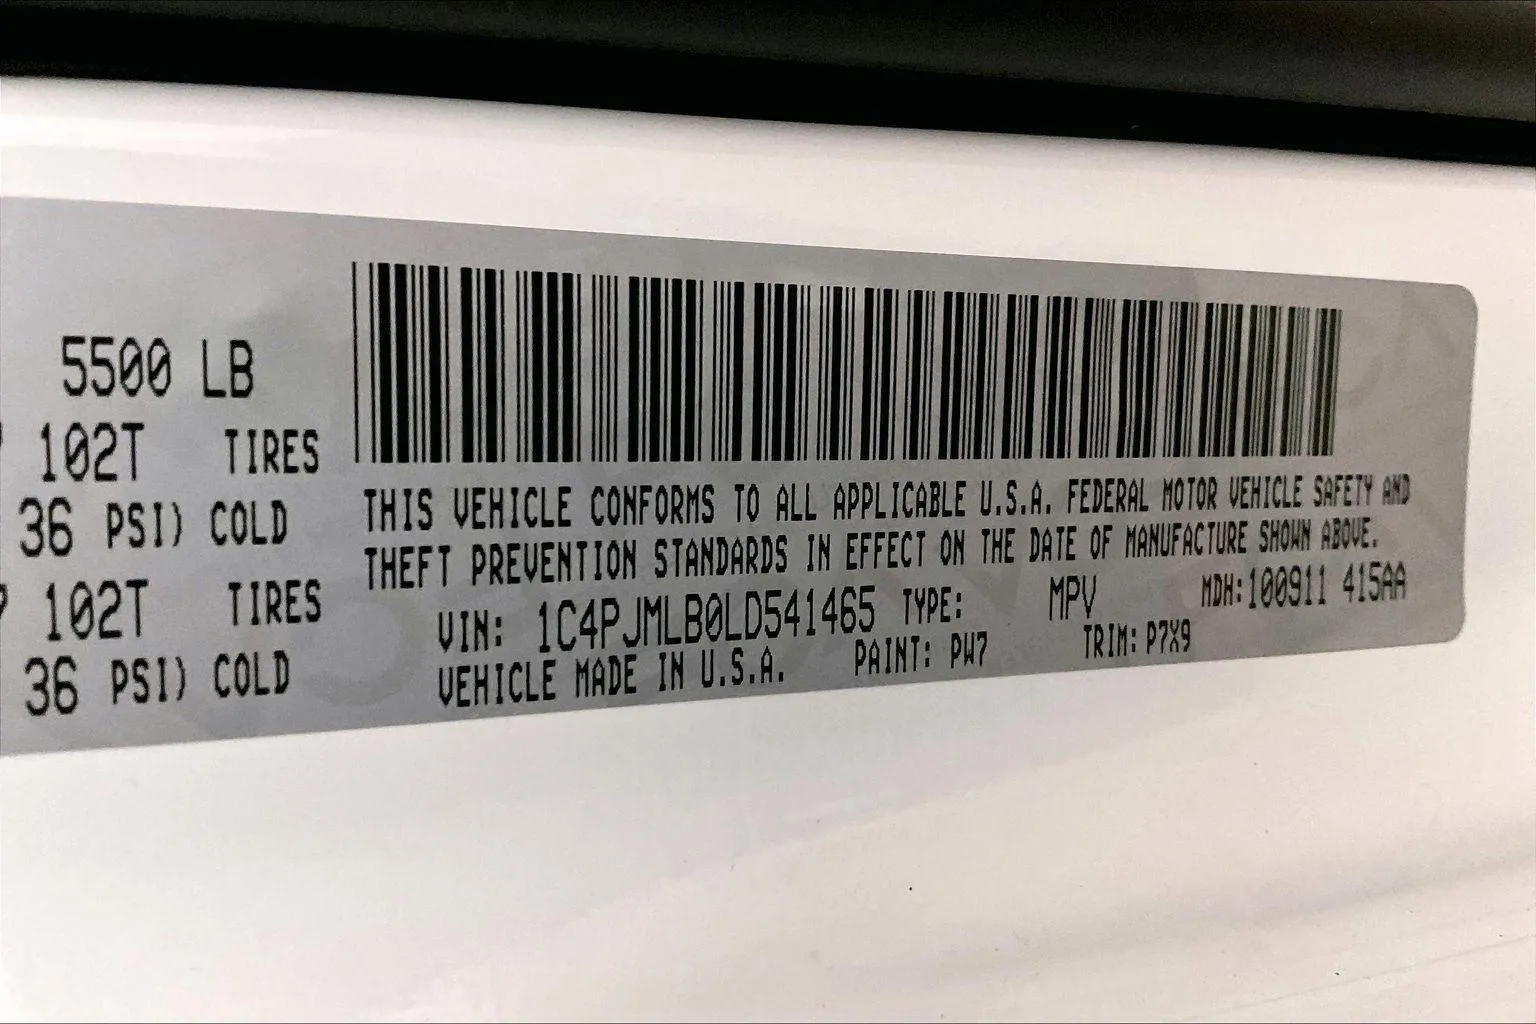 5500 LB
102T TIRES
36 PSI) COLD
102T TIRES
36 PSI) COLD
THIS VEHICLE CONFORMS TO ALL APPLICABLE U.S.A. FEDERAL MOTOR VEHICLE SAFETY AND
THEFT PREVENTION STANDARDS IN EFFECT ON THE DATE OF MANUFACTURE SHOWN ABOVE.
VIN: 1C4PJMLB0LD541465 TYPE: MPV MDH:100911 415AA
VEHICLE MADE IN U.S.A. PAINT: PW7 TRIM: P7X9